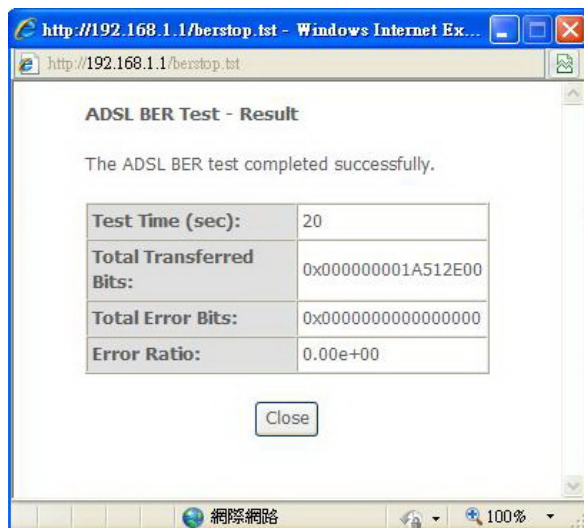 http://192.168.1.1/berstop.tst - Windows Internet Ex...
http://192.168.1.1/berstop.tst
ADSL BER Test - Result
The ADSL BER test completed successfully.
Test Time (sec): 20
Total Transferred Bits: 0x000000001A512E00
Total Error Bits: 0x0000000000000000
Error Ratio: 0.00e+00
Close
網際網路 100%